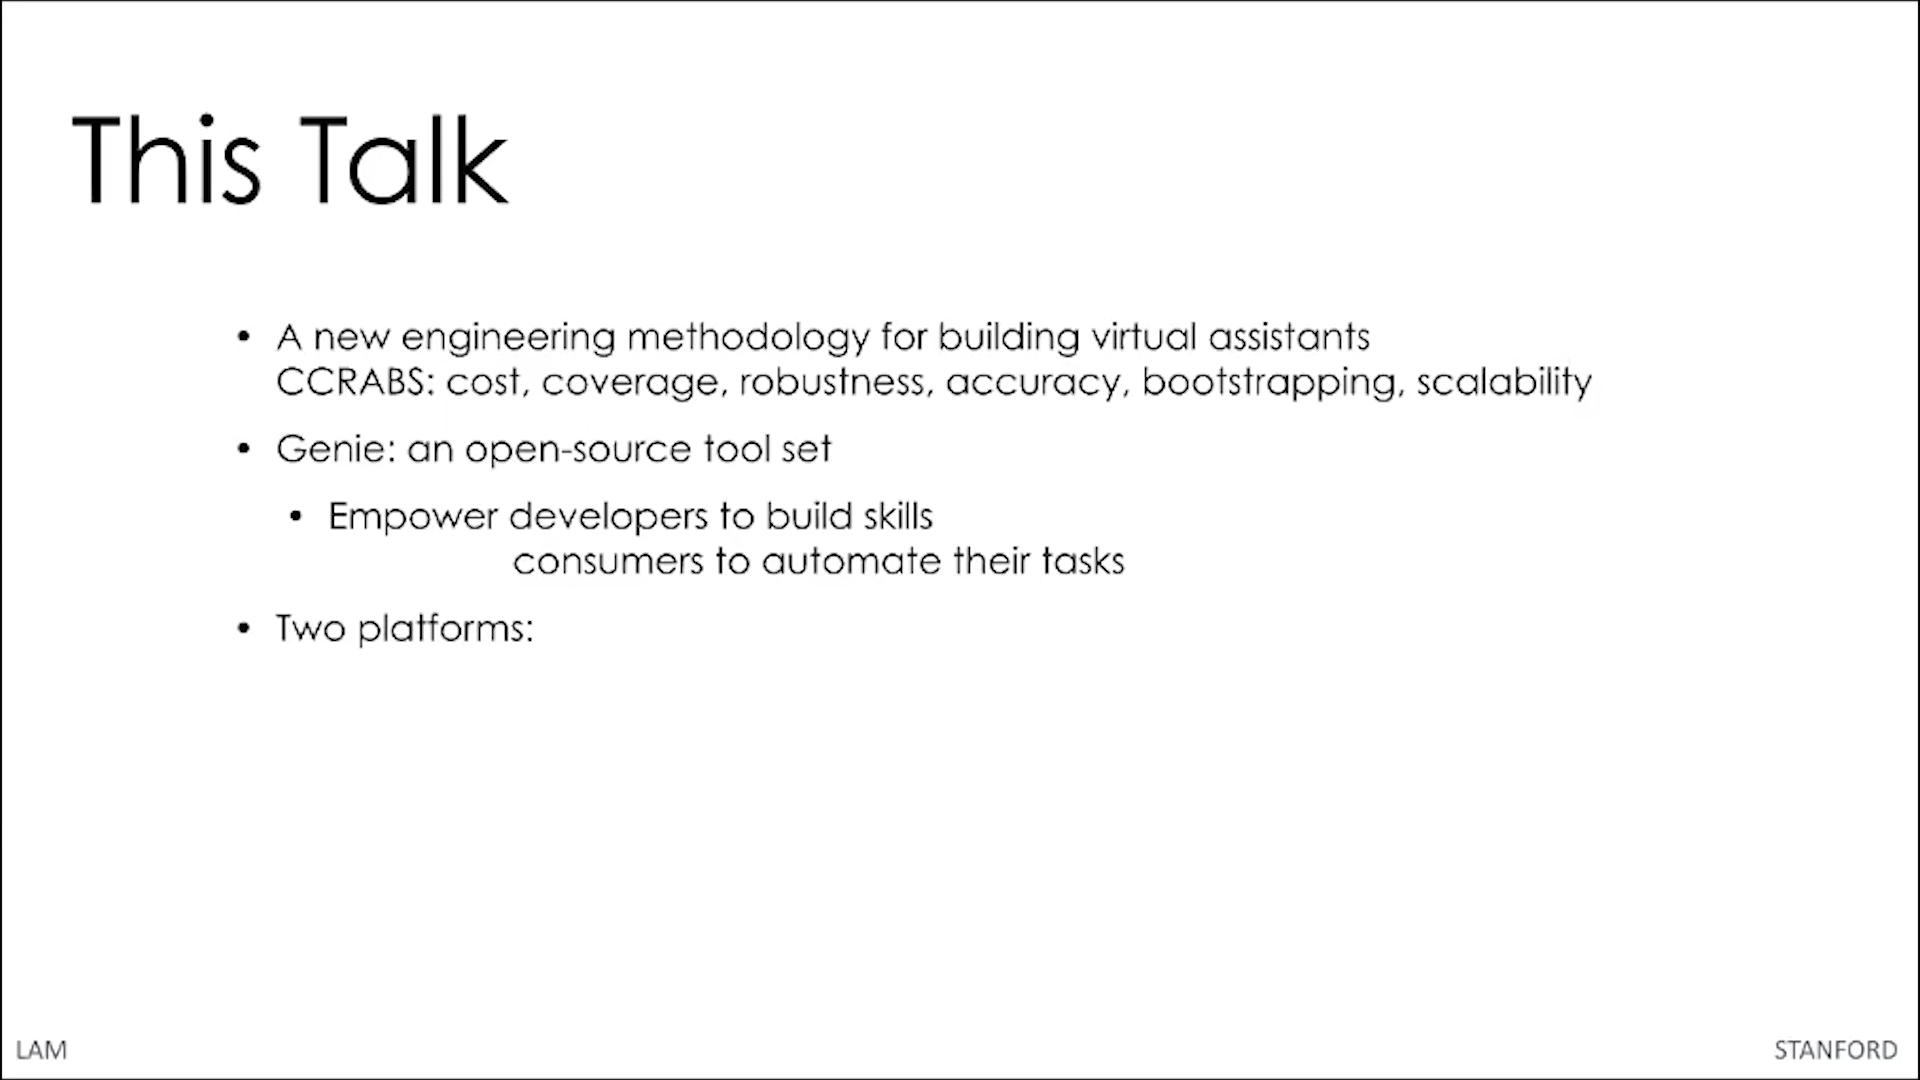 This Talk
• A new engineering methodology for building virtual assistants
CCRABS: cost, coverage, robustness, accuracy, bootstrapping, scalability
• Genie: an open-source tool set
• Empower developers to build skills
consumers to automate their tasks
• Two platforms:
LAM
STANFORD